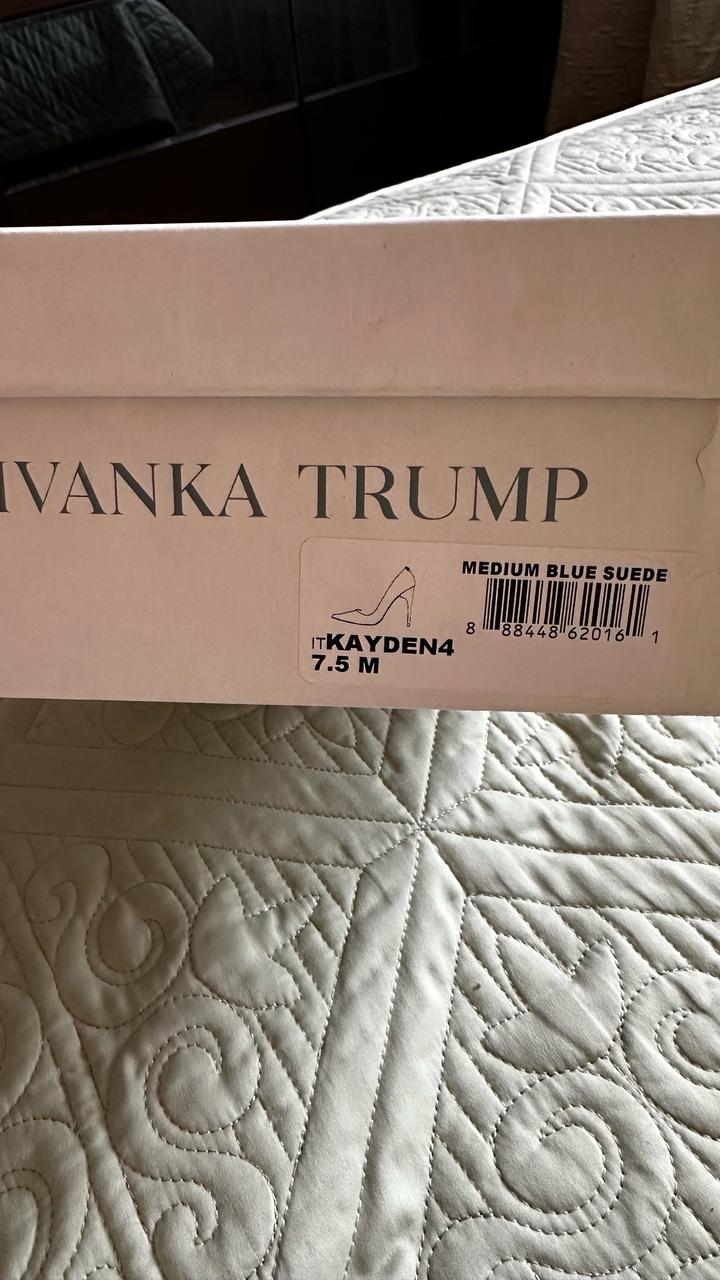 IVANKA TRUMP
MEDIUM BLUE SUEDE
8 88448 62016 1
ITKAYDEN4
7.5 M